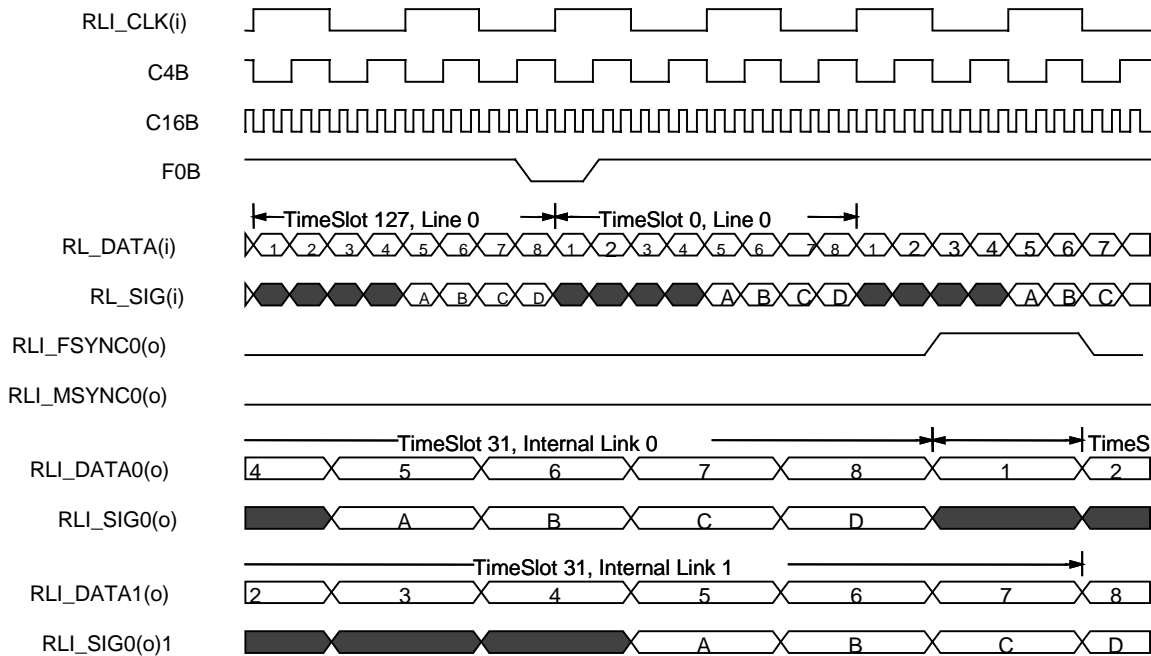 RLI_CLK(i)
C4B
C16B
F0B
TimeSlot 127, Line 0 TimeSlot 0, Line 0
RL_DATA(i) 1 2 3 4 5 6 7 8 1 2 3 4 5 6 7 8 1 2 3 4 5 6 7
RL_SIG(i) A B C D A B C D A B C
RLI_FSYNC0(o)
RLI_MSYNC0(o)
TimeSlot 31, Internal Link 0 TimeS
RLI_DATA0(o) 4 5 6 7 8 1 2
RLI_SIG0(o) A B C D
TimeSlot 31, Internal Link 1
RLI_DATA1(o) 2 3 4 5 6 7 8
RLI_SIG0(o)1 A B C D